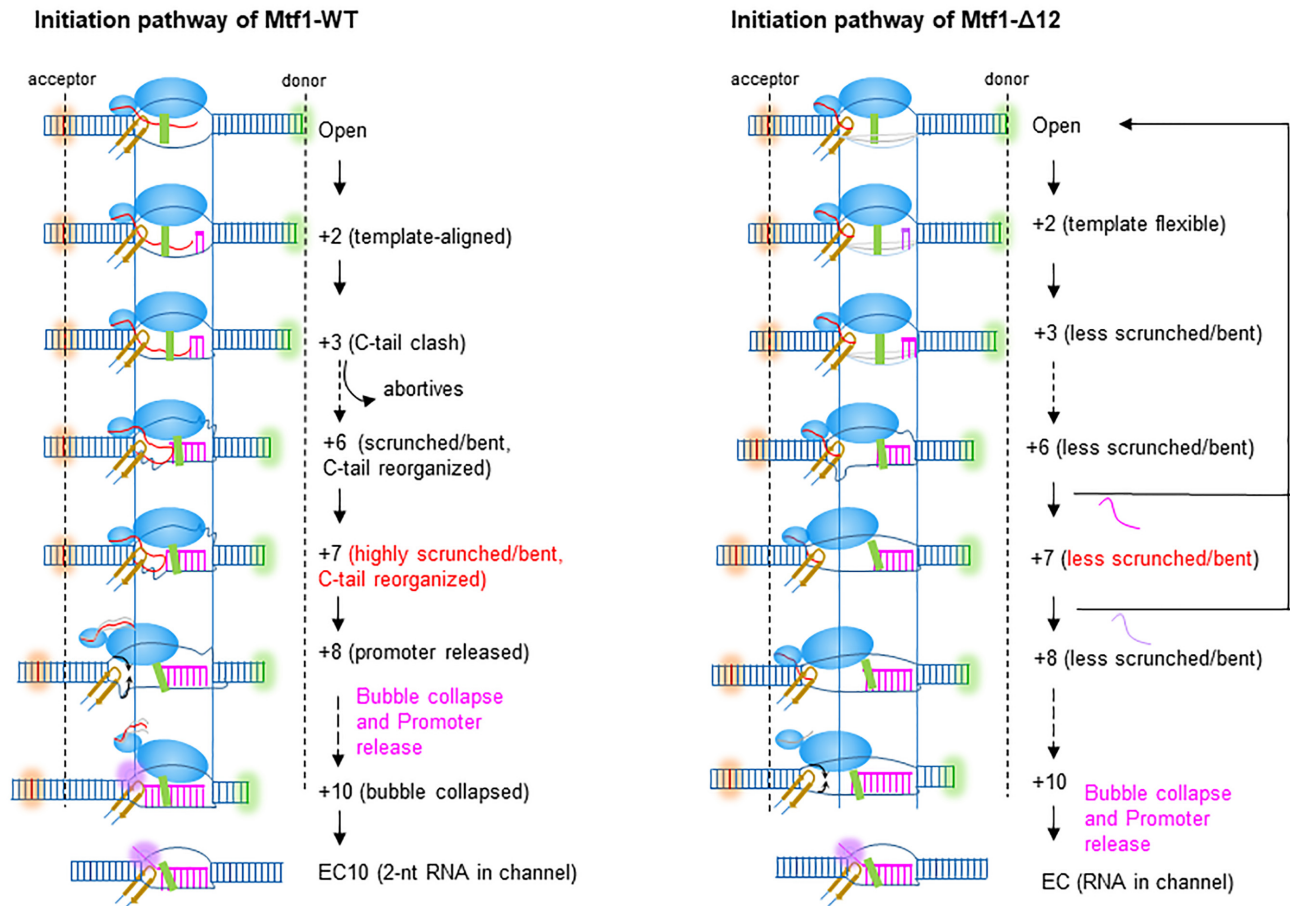 Initiation pathway of Mtf1-WT
acceptor
donor
Open
+2 (template-aligned)
+3 (C-tail clash)
abortives
+6 (scrunched/bent,
C-tail reorganized)
+7 (highly scrunched/bent,
C-tail reorganized)
+8 (promoter released)
Bubble collapse
and Promoter
release
+10 (bubble collapsed)
EC10 (2-nt RNA in channel)
Initiation pathway of Mtf1-Δ12
acceptor
donor
Open
+2 (template flexible)
+3 (less scrunched/bent)
+6 (less scrunched/bent)
+7 (less scrunched/bent)
+8 (less scrunched/bent)
+10
Bubble collapse
and Promoter
release
EC (RNA in channel)